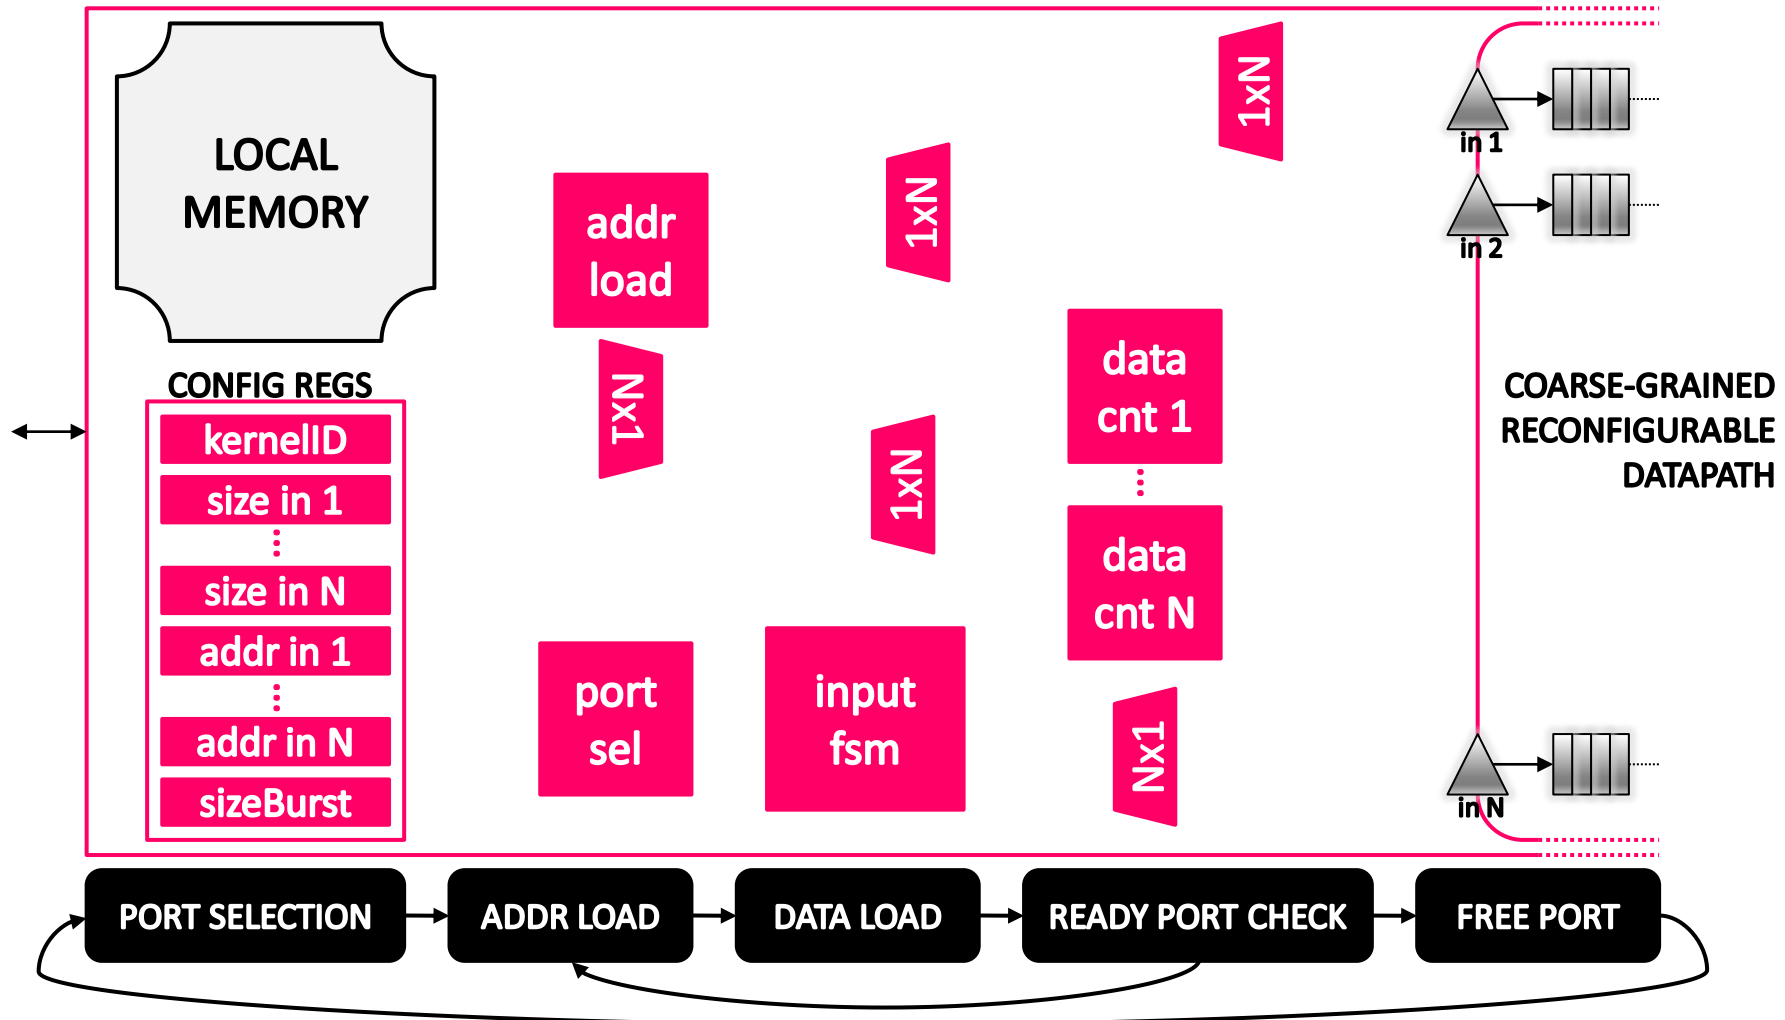 LOCAL
MEMORY
CONFIG REGS
kernelID
size in 1
size in N
addr in 1
addr in N
sizeBurst
addr
load
Nx1
port
sel
1xN
1xN
input
fsm
1xN
data
cnt 1
data
cnt N
Nx1
in 1
in 2
in N
COARSE-GRAINED
RECONFIGURABLE
DATAPATH
PORT SELECTION
ADDR LOAD
DATA LOAD
READY PORT CHECK
FREE PORT